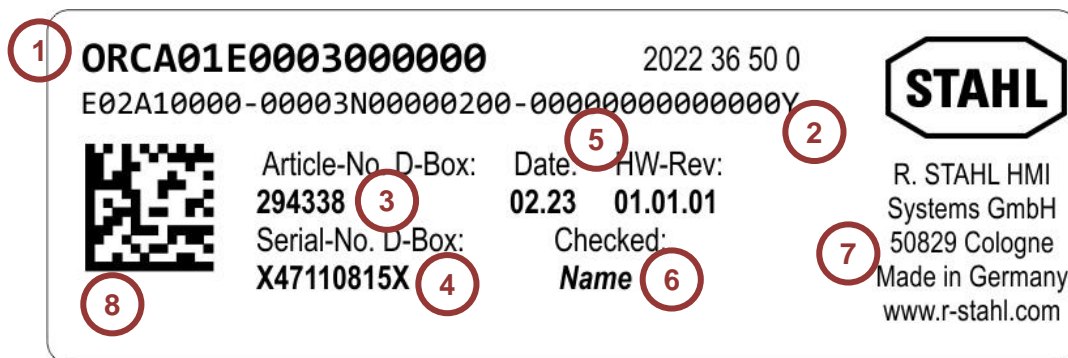 1 ORCA01E0003000000 2022 36 50 0
E02A10000-00003N00000200-00000000000000Y 2
STAHL
Article-No. D-Box: Date: 5 HW-Rev:
294338 3 02.23 01.01.01
Serial-No. D-Box: Checked:
X47110815X 4 Name 6
8
R. STAHL HMI
Systems GmbH
7 50829 Cologne
Made in Germany
www.r-stahl.com